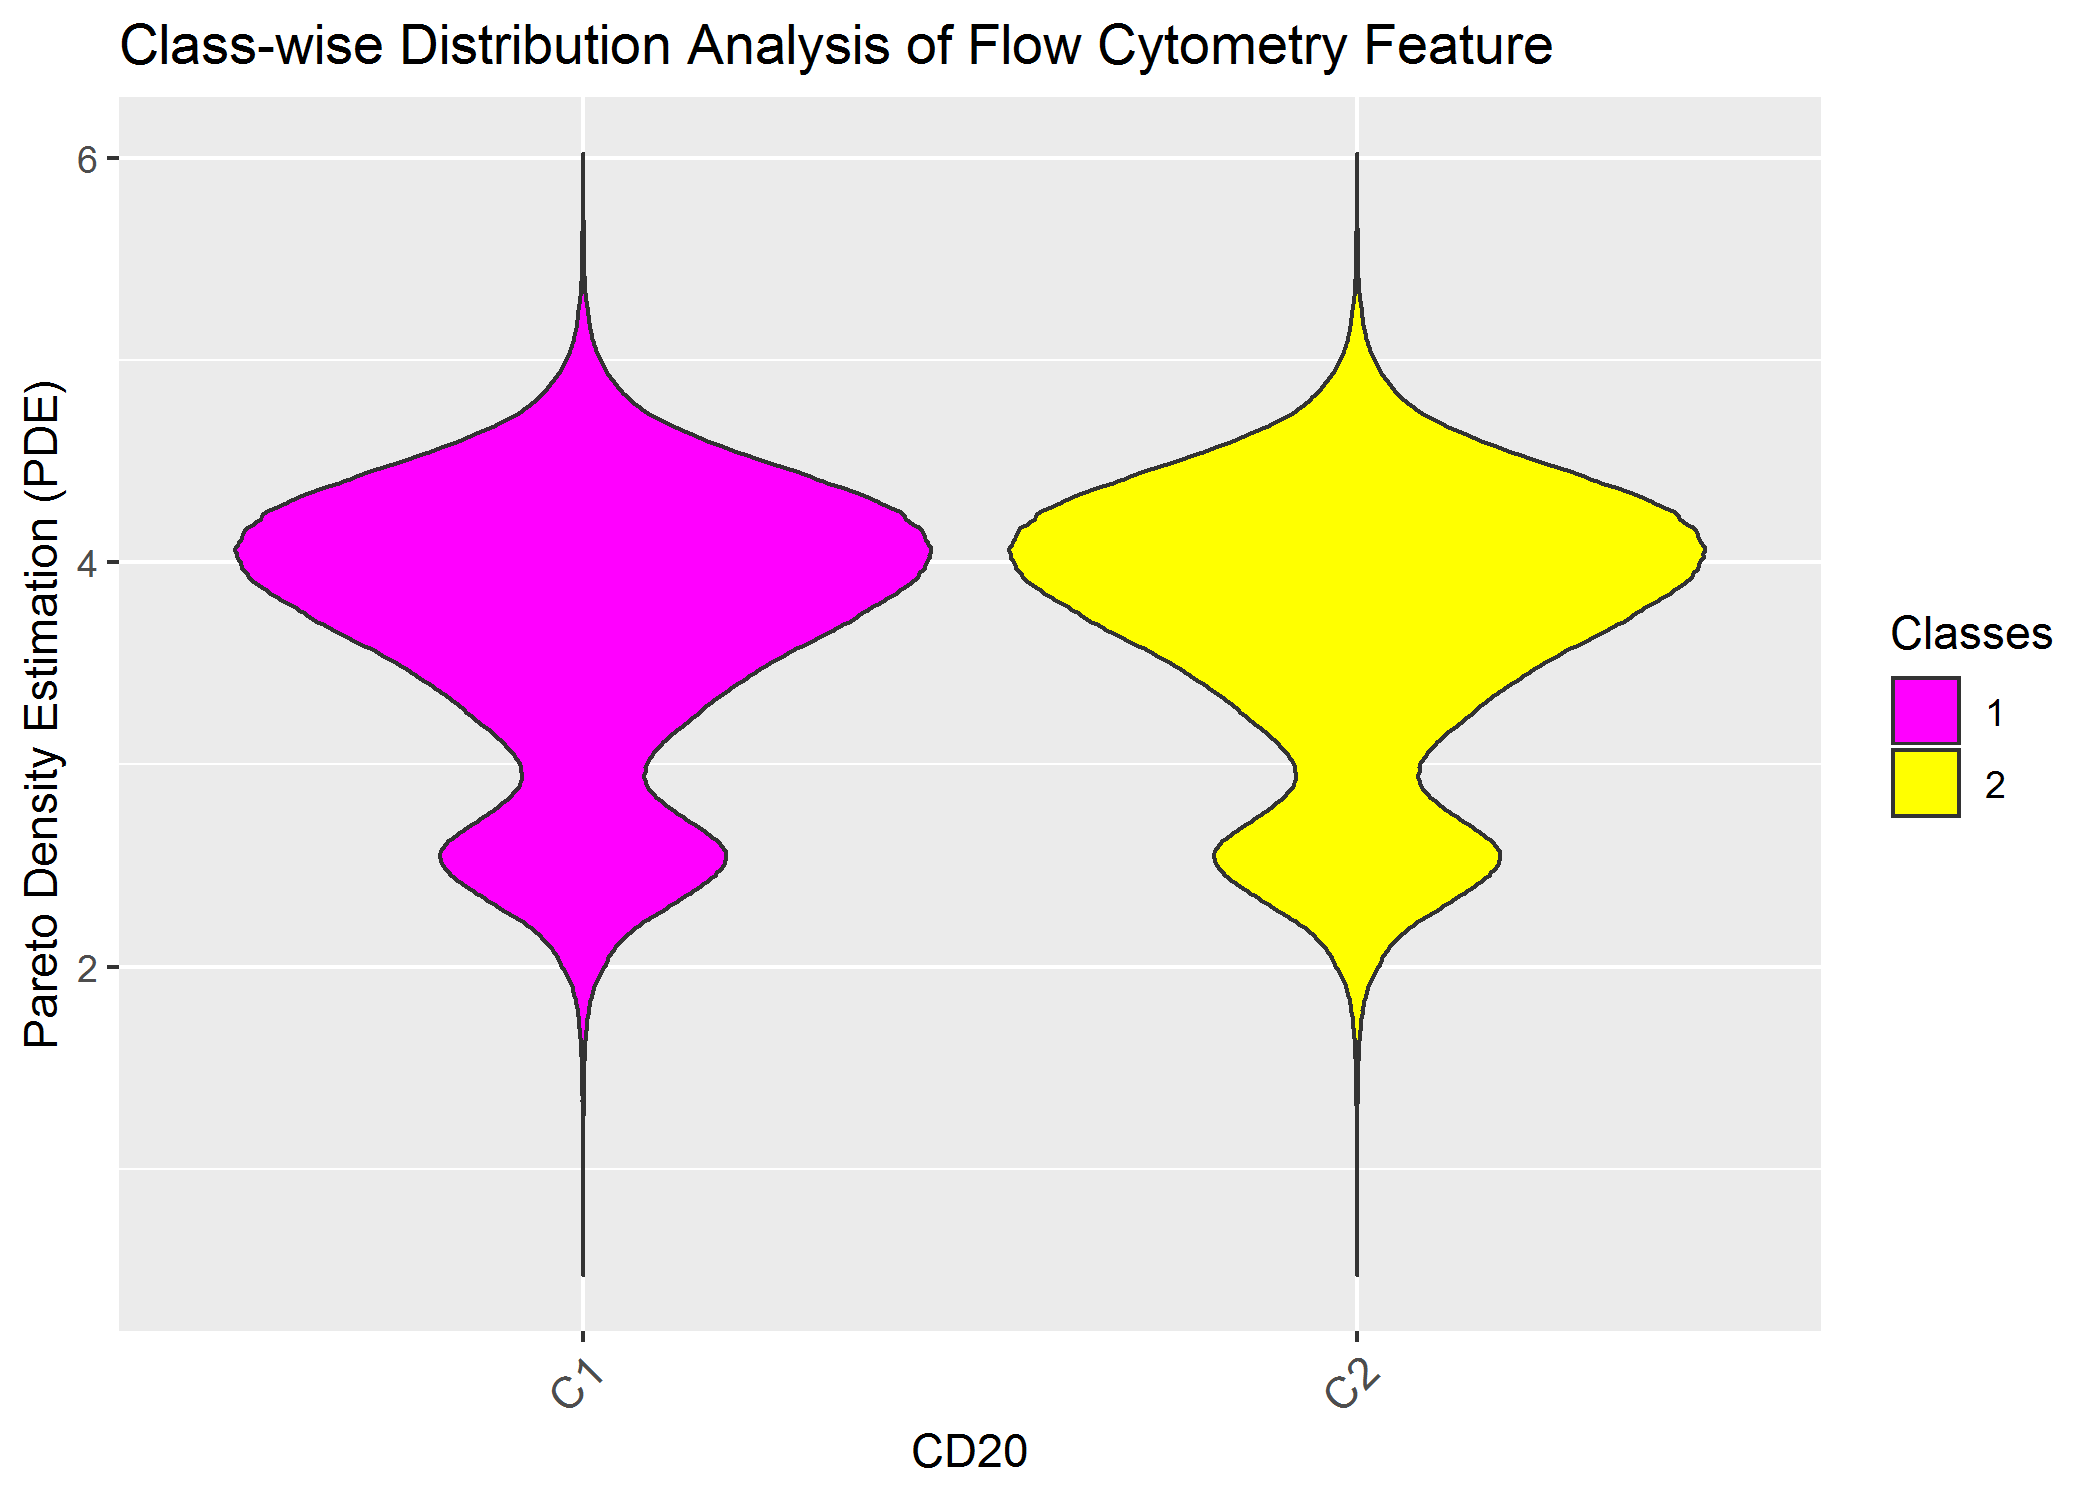 Class-wise Distribution Analysis of Flow Cytometry Feature
Pareto Density Estimation (PDE)
6
4
2
C1
C2
CD20
Classes
1
2